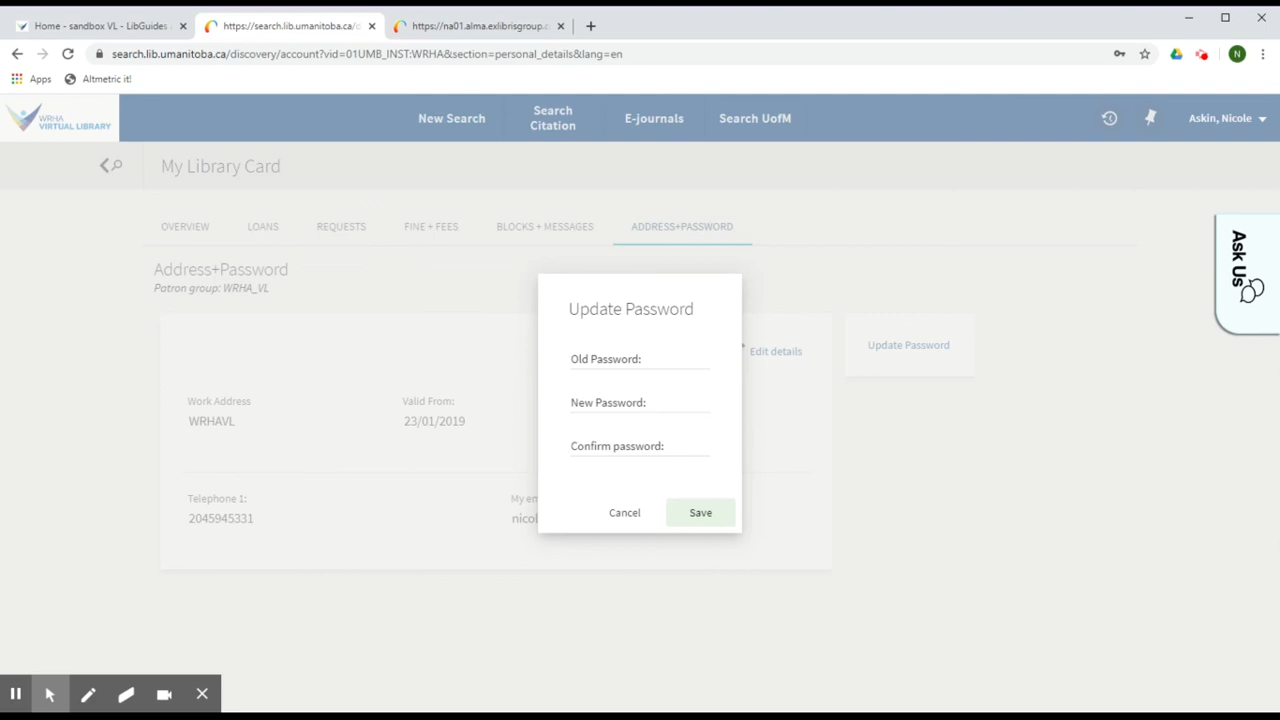 Home - sandbox VL - LibGuides
https://search.lib.umanitoba.ca/d
https://na01.alma.exlibrisgroup.c
search.lib.umanitoba.ca/discovery/account?vid=01UMB_INST:WRHA&section=personal_details&lang=en
N
Apps
Altmetric it!
WRHA
VIRTUAL LIBRARY
New Search
Search
Citation
E-journals
Search UofM
Askin, Nicole
My Library Card
OVERVIEW
LOANS
REQUESTS
FINE + FEES
BLOCKS + MESSAGES
ADDRESS+PASSWORD
Address+Password
Patron group: WRHA_VL
Update Password
Old Password:
New Password:
Confirm password:
Cancel
Save
Edit details
Update Password
Work Address
Valid From:
WRHAVL
23/01/2019
Telephone 1:
My em
2045945331
nicol
Ask Us